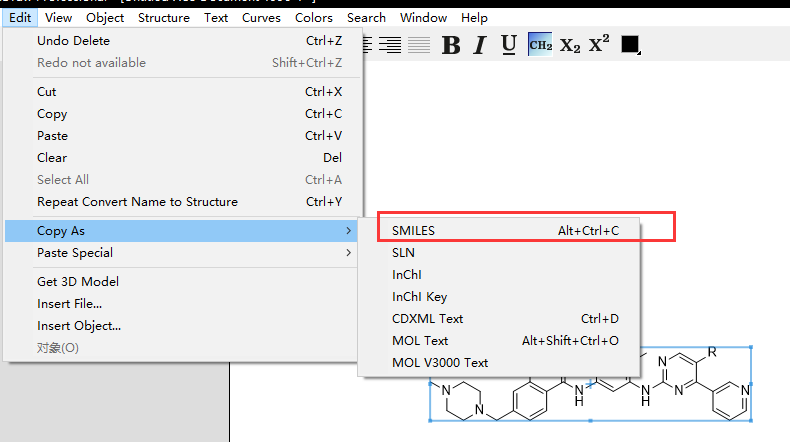 Edit View Object Structure Text Curves Colors Search Window Help
Undo Delete Ctrl+Z
Redo not available Shift+Ctrl+Z
B I U CH₂ X₂ X²
Cut Ctrl+X
Copy Ctrl+C
Paste Ctrl+V
Clear Del
Select All Ctrl+A
Repeat Convert Name to Structure Ctrl+Y
Copy As
Paste Special
Get 3D Model
Insert File...
Insert Object...
对象(O)
SMILES Alt+Ctrl+C
SLN
InChI
InChI Key
CDXML Text Ctrl+D
MOL Text Alt+Shift+Ctrl+O
MOL V3000 Text
N R
N N N
N N
H H